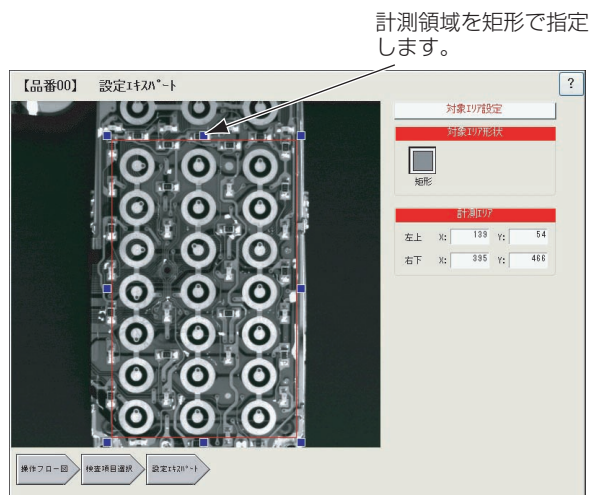 計測領域を矩形で指定
します。
【品番00】 設定ｴｷｽﾊﾟｰﾄ
?
対象ｴﾘｱ設定
対象ｴﾘｱ形状
矩形
計測ｴﾘｱ
左上 X: 139 Y: 54
右下 X: 395 Y: 466
操作フロー図 検査項目選択 設定ｴｷｽﾊﾟｰﾄ